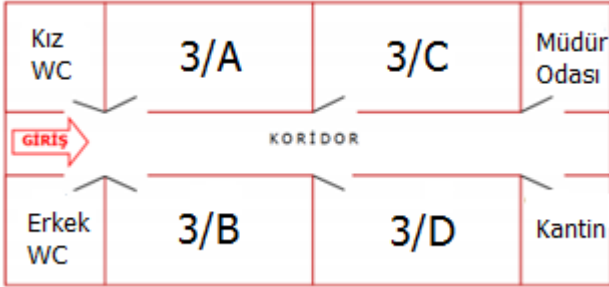 Kız
WC
3/A
3/C
Müdür
Odası
GİRİŞ
KORİDOR
Erkek
WC
3/B
3/D
Kantin